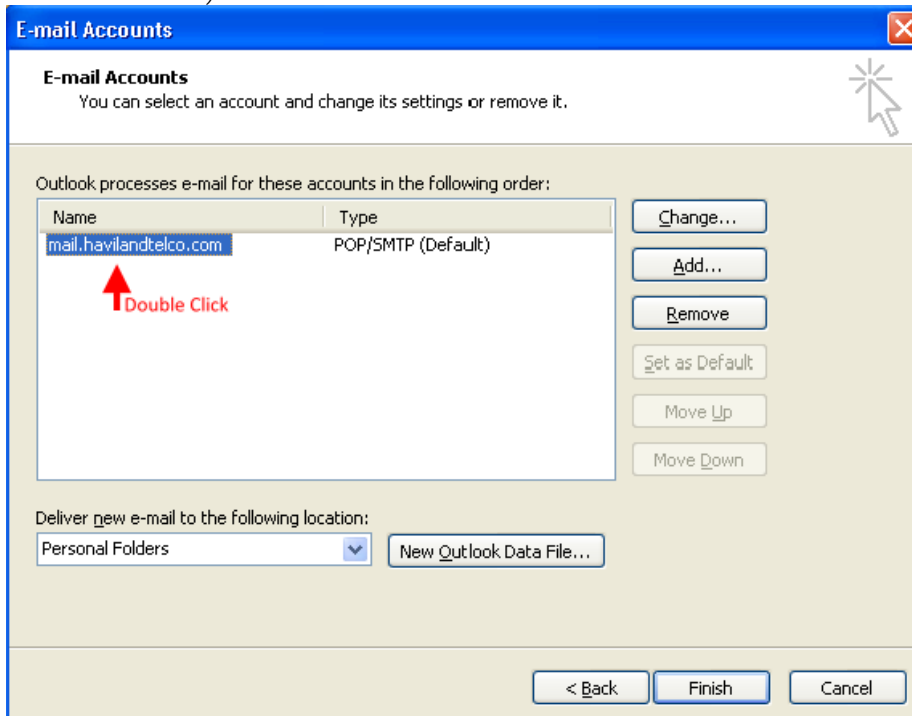 E-mail Accounts
E-mail Accounts
You can select an account and change its settings or remove it.
Outlook processes e-mail for these accounts in the following order:
Name Type
mail.havilandtelco.com POP/SMTP (Default)
Double Click
Change...
Add...
Remove
Set as Default
Move Up
Move Down
Deliver new e-mail to the following location:
Personal Folders New Outlook Data File...
< Back Finish Cancel